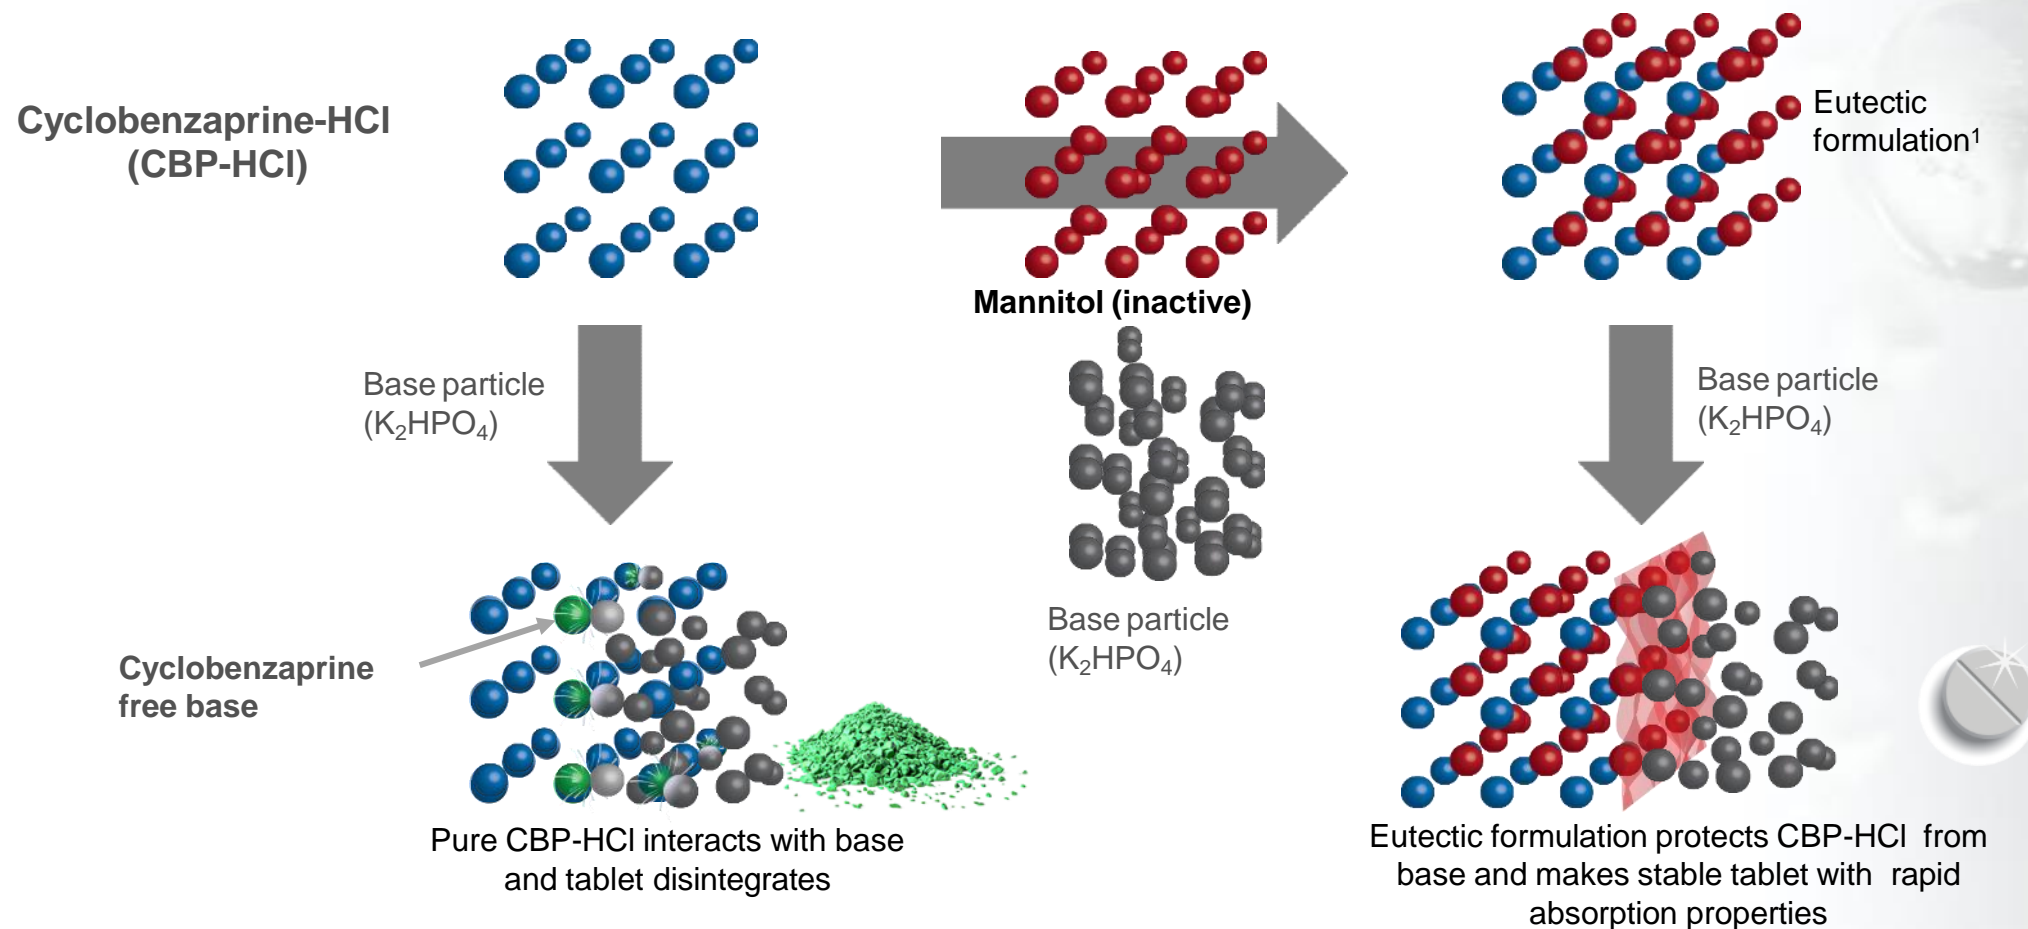 Cyclobenzaprine-HCl
(CBP-HCl)
Mannitol (inactive)
Eutectic
formulation¹
Base particle
(K₂HPO₄)
Base particle
(K₂HPO₄)
Base particle
(K₂HPO₄)
Cyclobenzaprine
free base
Pure CBP-HCl interacts with base
and tablet disintegrates
Eutectic formulation protects CBP-HCl from
base and makes stable tablet with rapid
absorption properties